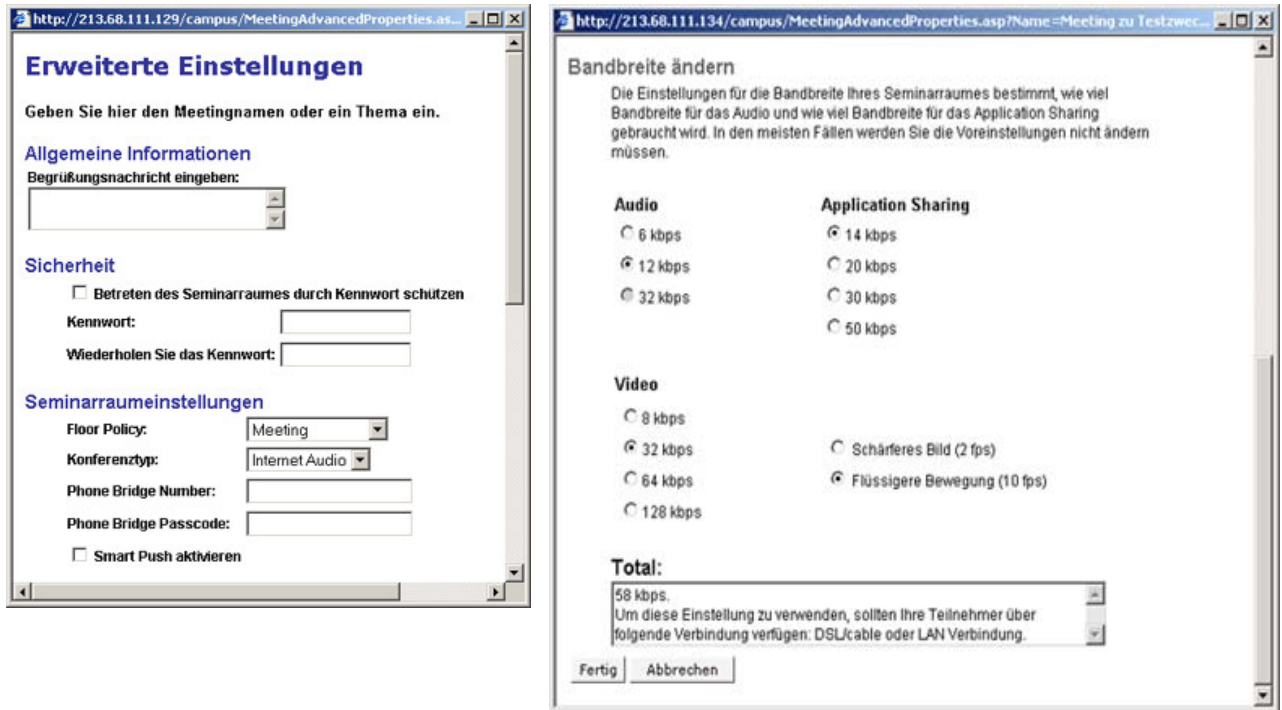 http://213.68.111.129/campus/MeetingAdvancedProperties.as...
Erweiterte Einstellungen
Geben Sie hier den Meetingnamen oder ein Thema ein.
Allgemeine Informationen
Begrüßungsnachricht eingeben:
Sicherheit
Betreten des Seminarraumes durch Kennwort schützen
Kennwort:
Wiederholen Sie das Kennwort:
Seminarraumeinstellungen
Floor Policy: Meeting
Konferenztyp: Internet Audio
Phone Bridge Number:
Phone Bridge Passcode:
Smart Push aktivieren
http://213.68.111.134/campus/MeetingAdvancedProperties.asp?Name=Meeting zu Testzwec...
Bandbreite ändern
Die Einstellungen für die Bandbreite Ihres Seminarraumes bestimmt, wie viel
Bandbreite für das Audio und wie viel Bandbreite für das Application Sharing
gebraucht wird. In den meisten Fällen werden Sie die Voreinstellungen nicht ändern
müssen.
Audio Application Sharing
6 kbps 14 kbps
12 kbps 20 kbps
32 kbps 30 kbps
50 kbps
Video
8 kbps
32 kbps Schärferes Bild (2 fps)
64 kbps Flüssigere Bewegung (10 fps)
128 kbps
Total:
58 kbps.
Um diese Einstellung zu verwenden, sollten Ihre Teilnehmer über
folgende Verbindung verfügen: DSL/cable oder LAN Verbindung.
Fertig Abbrechen